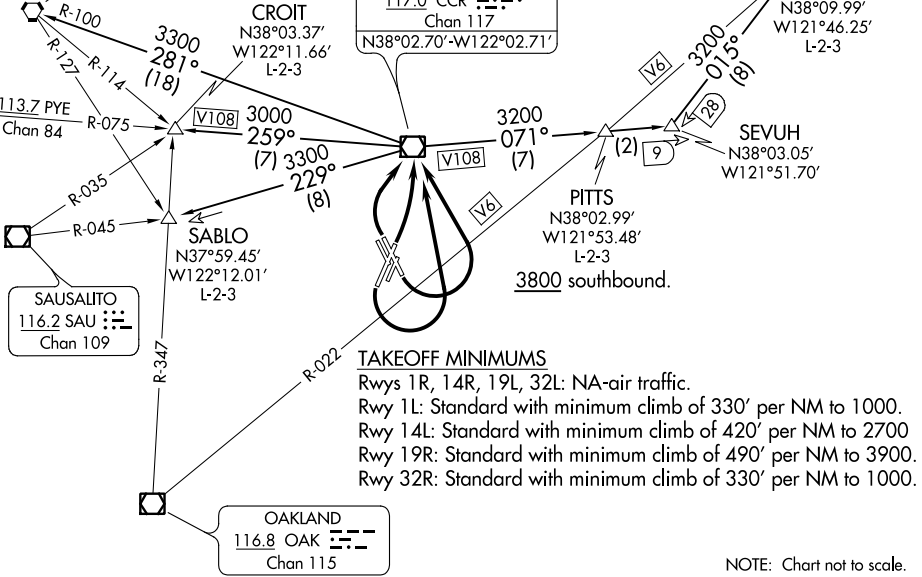 R-100
CROIT
N38°03.37′
W122°11.66′
L-2-3
117.0 CCR
Chan 117
N38°02.70′-W122°02.71′
N38°09.99′
W121°46.25′
L-2-3
3300
281°
(18)
R-127
R-114
113.7 PYE
Chan 84
R-075
V108
3000
259°
(7)
3300
229°
(8)
3200
071°
(7)
V108
V6
3200
015°
(8)
28
(2)
9
SEVUH
N38°03.05′
W121°51.70′
R-035
R-045
SABLO
N37°59.45′
W122°12.01′
L-2-3
V6
PITTS
N38°02.99′
W121°53.48′
L-2-3
3800 southbound.
SAUSALITO
116.2 SAU
Chan 109
R-347
R-022
TAKEOFF MINIMUMS
Rwys 1R, 14R, 19L, 32L: NA-air traffic.
Rwy 1L: Standard with minimum climb of 330′ per NM to 1000.
Rwy 14L: Standard with minimum climb of 420′ per NM to 2700
Rwy 19R: Standard with minimum climb of 490′ per NM to 3900.
Rwy 32R: Standard with minimum climb of 330′ per NM to 1000.
OAKLAND
116.8 OAK
Chan 115
NOTE: Chart not to scale.